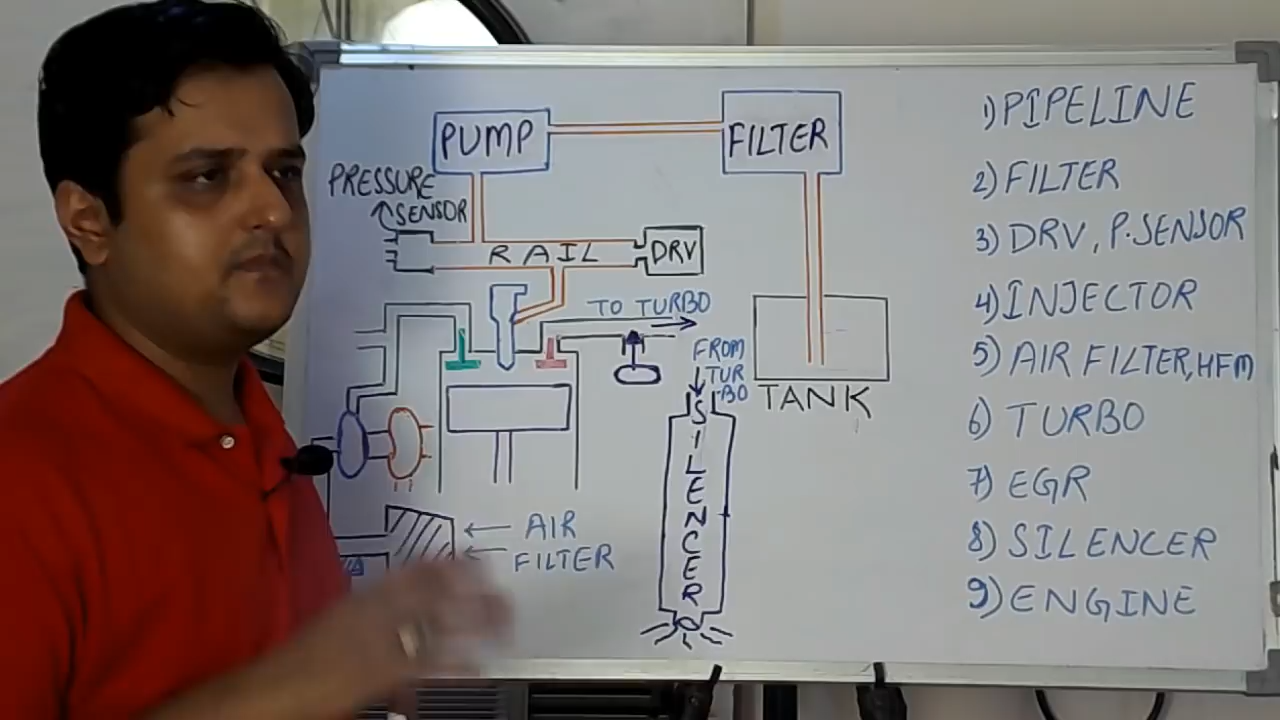 PUMP
FILTER
PRESSURE
SENSOR
RAIL
DRV
TO TURBO
FROM
TUR
BO
TANK
SILENCER
AIR
FILTER
1) PIPELINE
2) FILTER
3) DRV, P.SENSOR
4) INJECTOR
5) AIR FILTER, HFM
6) TURBO
7) EGR
8) SILENCER
9) ENGINE